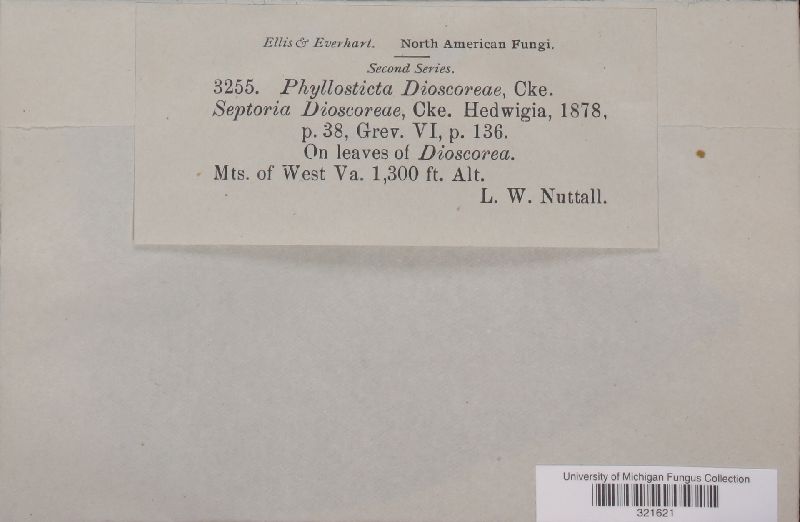 Ellis & Everhart. North American Fungi.
Second Series.
3255. Phyllosticta Dioscoreae, Cke.
Septoria Dioscoreae, Cke. Hedwigia, 1878,
p. 38, Grev. VI, p. 136.
On leaves of Dioscorea.
Mts. of West Va. 1,300 ft. Alt.
L. W. Nuttall.
University of Michigan Fungus Collection
321621